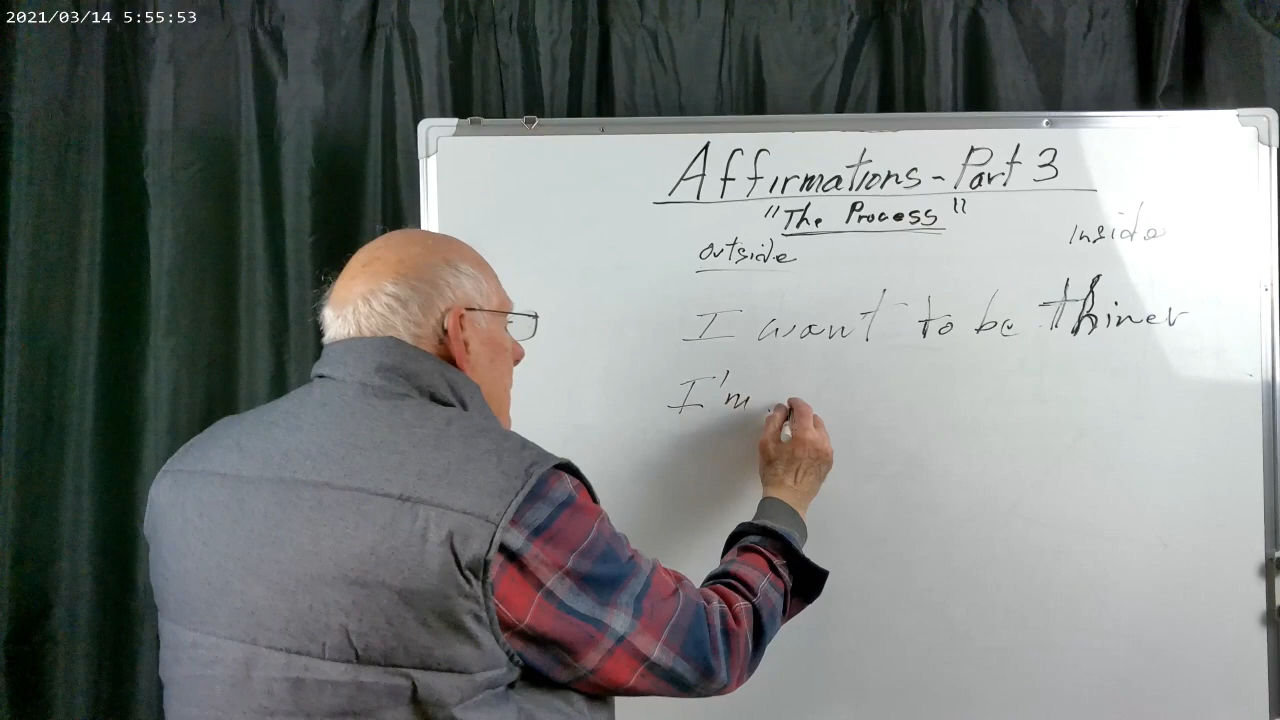 2021/03/14 5:55:53
Affirmations - Part 3
"The Process"
outside inside
I want to be thiner
I'm